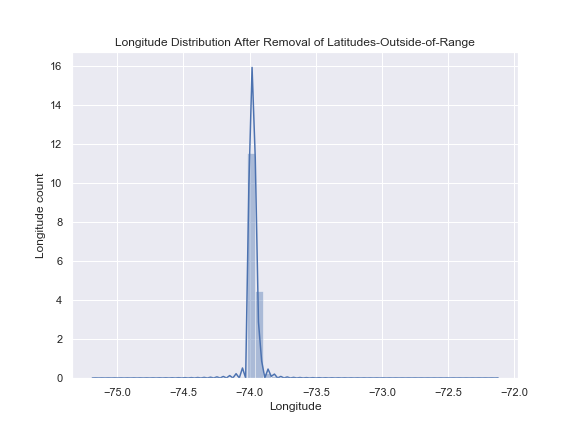 Longitude Distribution After Removal of Latitudes-Outside-of-Range
16
14
12
10
8
6
4
2
0
Longitude count
−75.0 −74.5 −74.0 −73.5 −73.0 −72.5 −72.0
Longitude